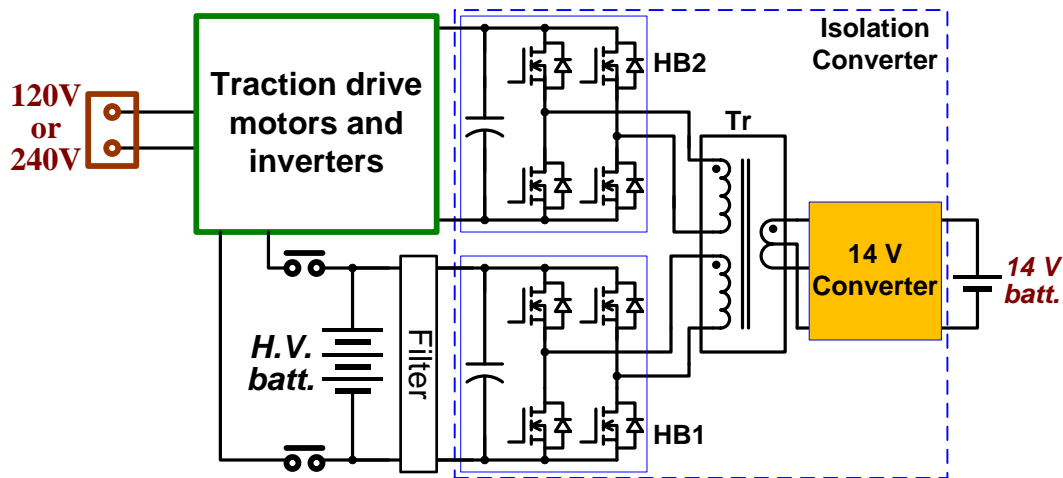 120V
or
240V
Traction drive
motors and
inverters
HB2
Isolation
Converter
Tr
14 V
Converter
14 V
batt.
H.V.
batt.
Filter
HB1